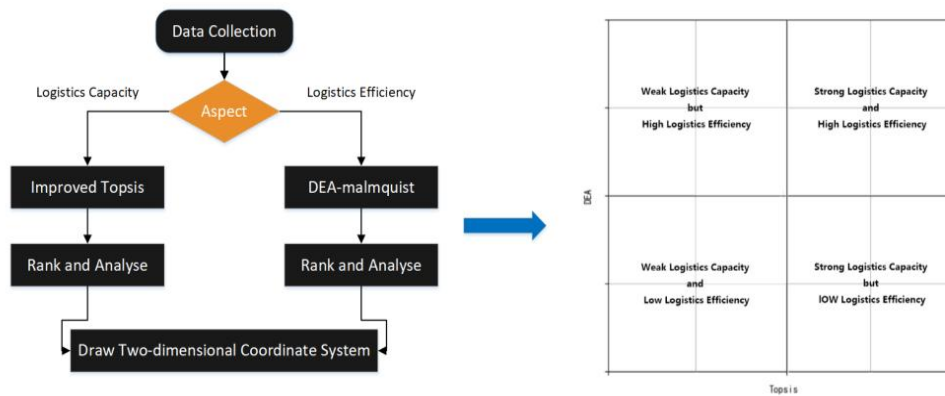 Data Collection
Logistics Capacity
Logistics Efficiency
Aspect
Improved Topsis
DEA-malmquist
Rank and Analyse
Rank and Analyse
Draw Two-dimensional Coordinate System
DEA
Weak Logistics Capacity
but
High Logistics Efficiency
Strong Logistics Capacity
and
High Logistics Efficiency
Weak Logistics Capacity
and
Low Logistics Efficiency
Strong Logistics Capacity
but
lOW Logistics Efficiency
Topsis